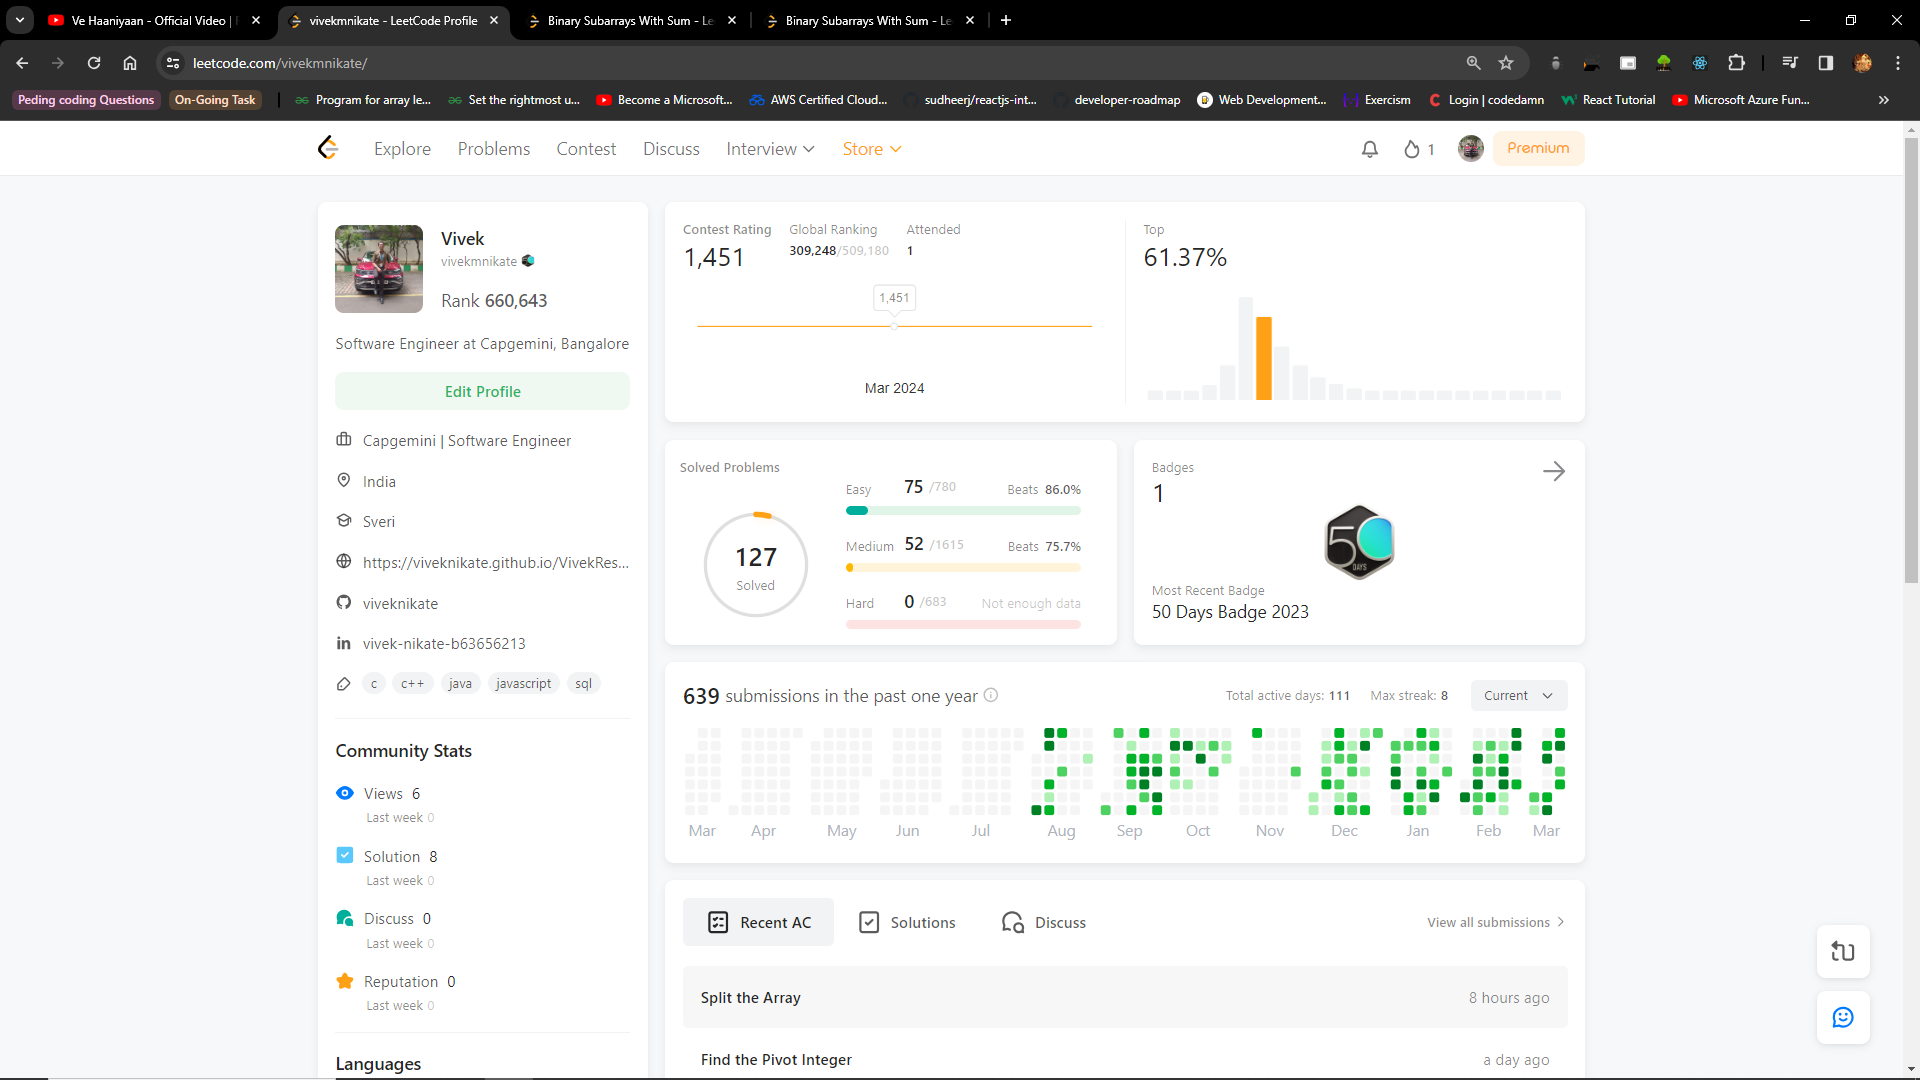 Ve Haaniyaan - Official Video |
vivekmnikate - LeetCode Profile
Binary Subarrays With Sum - Le
Binary Subarrays With Sum - Le
leetcode.com/vivekmnikate/
Peding coding Questions
On-Going Task
Program for array le...
Set the rightmost u...
Become a Microsoft...
AWS Certified Cloud...
sudheerj/reactjs-int...
developer-roadmap
Web Development...
Exercism
Login | codedamn
React Tutorial
Microsoft Azure Fun...
Explore
Problems
Contest
Discuss
Interview
Store
1
Premium
Vivek
vivekmnikate
Rank 660,643
Software Engineer at Capgemini, Bangalore
Edit Profile
Capgemini | Software Engineer
India
Sveri
https://viveknikate.github.io/VivekRes...
viveknikate
vivek-nikate-b63656213
c
c++
java
javascript
sql
Community Stats
Views 6
Last week 0
Solution 8
Last week 0
Discuss 0
Last week 0
Reputation 0
Last week 0
Languages
Contest Rating
1,451
Global Ranking
309,248/509,180
Attended
1
1,451
Mar 2024
Top
61.37%
Solved Problems
127
Solved
Easy 75 /780 Beats 86.0%
Medium 52 /1615 Beats 75.7%
Hard 0 /683 Not enough data
Badges
1
50
DAYS
Most Recent Badge
50 Days Badge 2023
639 submissions in the past one year
Total active days: 111
Max streak: 8
Current
Mar Apr May Jun Jul Aug Sep Oct Nov Dec Jan Feb Mar
Recent AC
Solutions
Discuss
View all submissions
Split the Array
8 hours ago
Find the Pivot Integer
a day ago